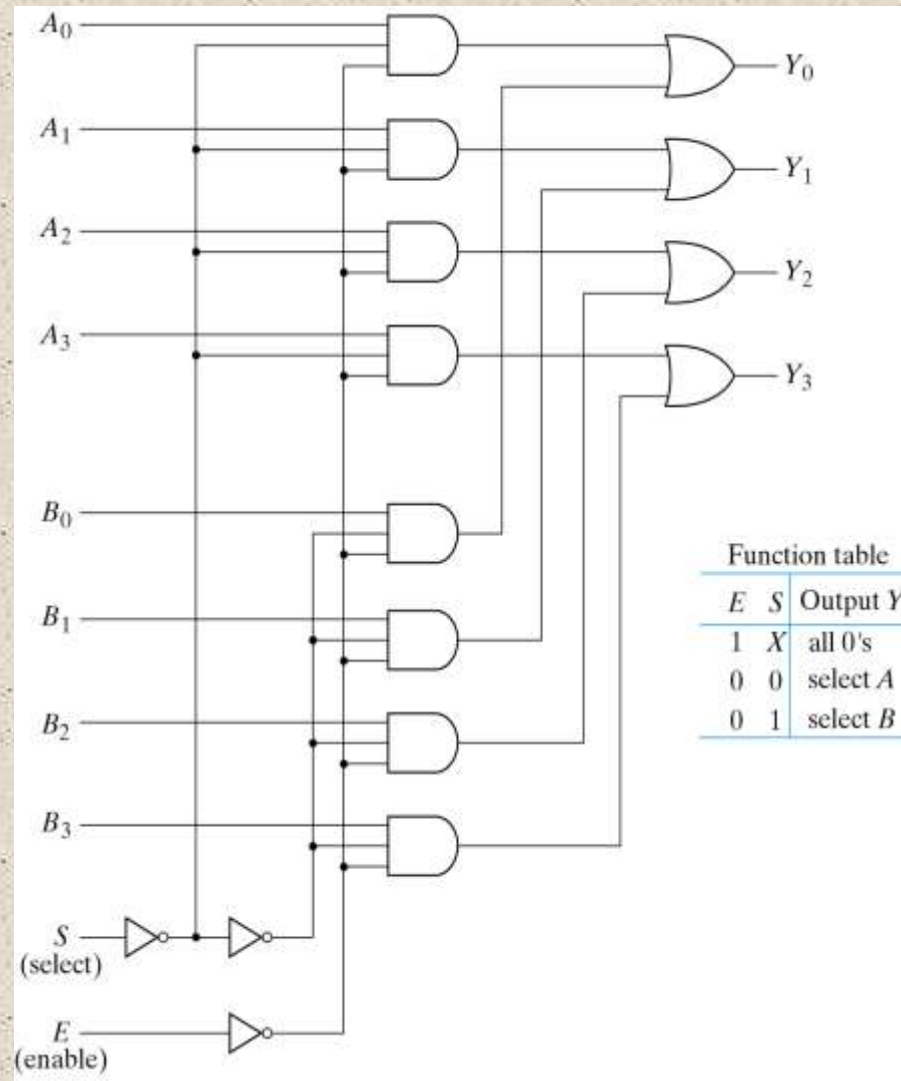 A0
Y0
A1
Y1
A2
Y2
A3
Y3
B0
B1
B2
B3
S
(select)
E
(enable)
Function table
E S Output Y
1 X all 0's
0 0 select A
0 1 select B